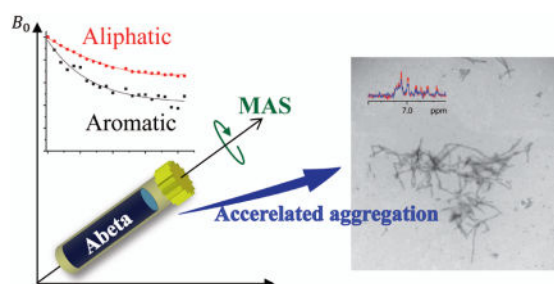 B0
Aliphatic
Aromatic
MAS
Abeta
Accerelated aggregation
7.0 ppm